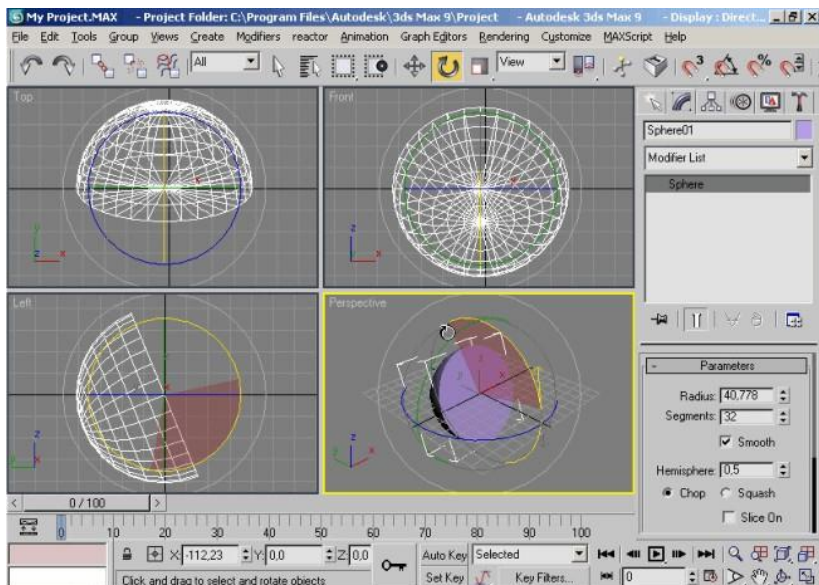 My Project.MAX - Project Folder: C:\Program Files\Autodesk\3ds Max 9\Project - Autodesk 3ds Max 9 - Display : Direct...
File Edit Tools Group Views Create Modifiers reactor Animation Graph Editors Rendering Customize MAXScript Help
All View
Top Front
Sphere01
Modifier List
Sphere
x x
y z
z x x
Left Perspective
Parameters
Radius: 40,778
Segments: 32
Smooth
Hemisphere: 0,5
Chop Squash
Slice On
0 / 100
0 10 20 30 40 50 60 70 80 90 100
X: -112,23 Y: 0,0 Z: 0,0 Auto Key Selected
Click and drag to select and rotate objects Set Key Key Filters... 0